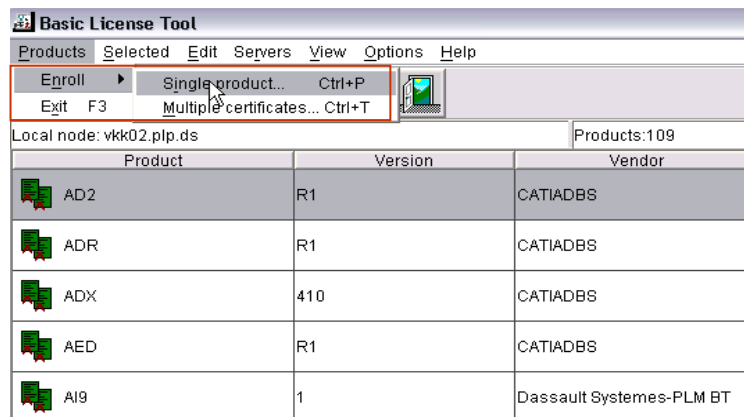 Basic License Tool
Products Selected Edit Servers View Options Help
Enroll Single product... Ctrl+P
Exit F3 Multiple certificates... Ctrl+T
Local node: vkk02.plp.ds Products:109
Product Version Vendor
AD2 R1 CATIADBS
ADR R1 CATIADBS
ADX 410 CATIADBS
AED R1 CATIADBS
AI9 1 Dassault Systemes-PLM BT